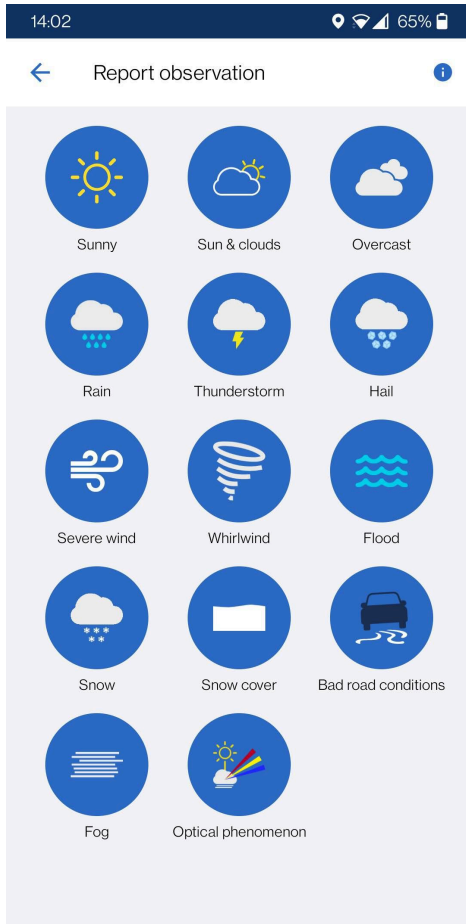 14:02 65%
Report observation
Sunny Sun & clouds Overcast
Rain Thunderstorm Hail
Severe wind Whirlwind Flood
Snow Snow cover Bad road conditions
Fog Optical phenomenon